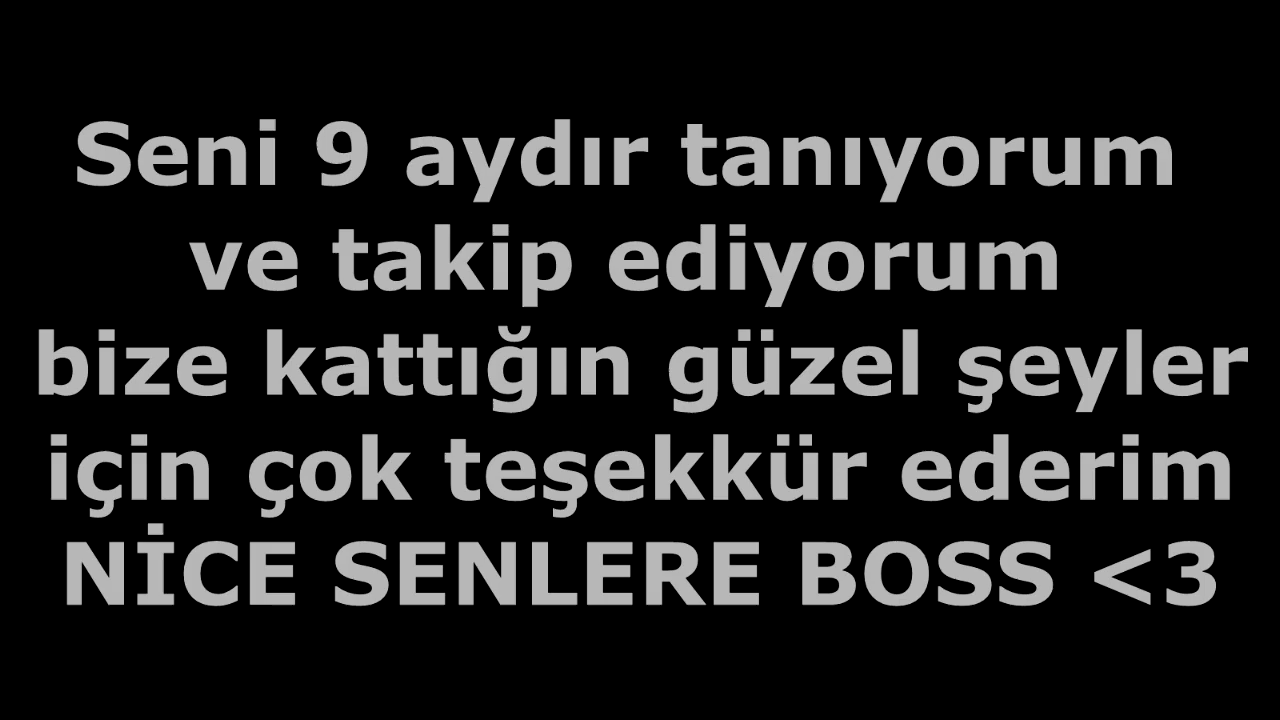 Seni 9 aydır tanıyorum
ve takip ediyorum
bize kattığın güzel şeyler
için çok teşekkür ederim
NİCE SENLERE BOSS <3